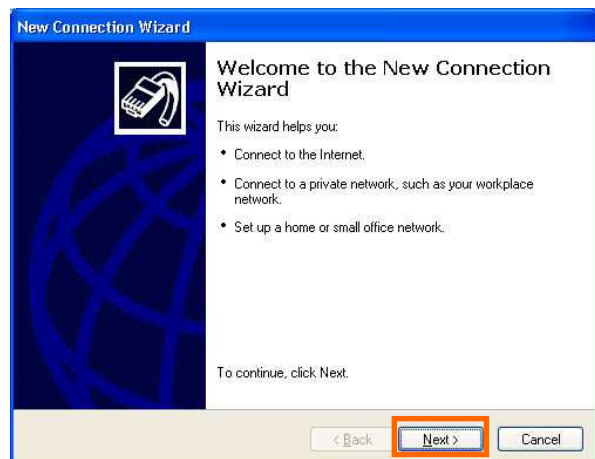 New Connection Wizard
Welcome to the New Connection
Wizard
This wizard helps you:
• Connect to the Internet.
• Connect to a private network, such as your workplace
network.
• Set up a home or small office network.
To continue, click Next.
< Back
Next >
Cancel